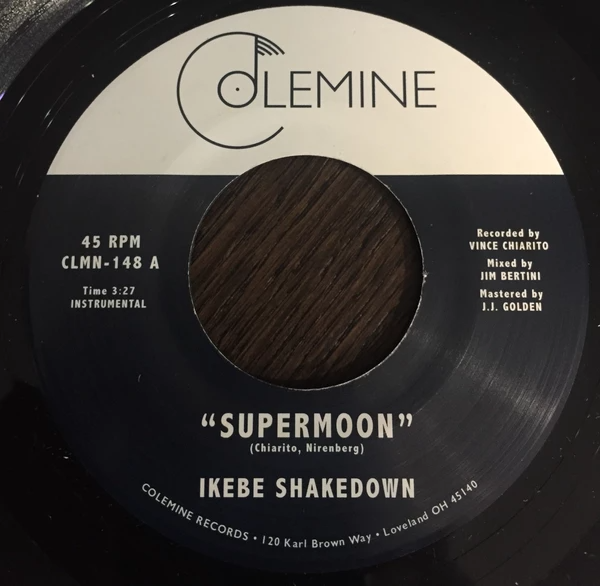 COLEMINE
45 RPM
CLMN-148 A
Time 3:27
INSTRUMENTAL
Recorded by
VINCE CHIARITO
Mixed by
JIM BERTINI
Mastered by
J.J. GOLDEN
“SUPERMOON”
(Chiarito, Nirenberg)
IKEBE SHAKEDOWN
COLEMINE RECORDS • 120 Karl Brown Way • Loveland OH 45140